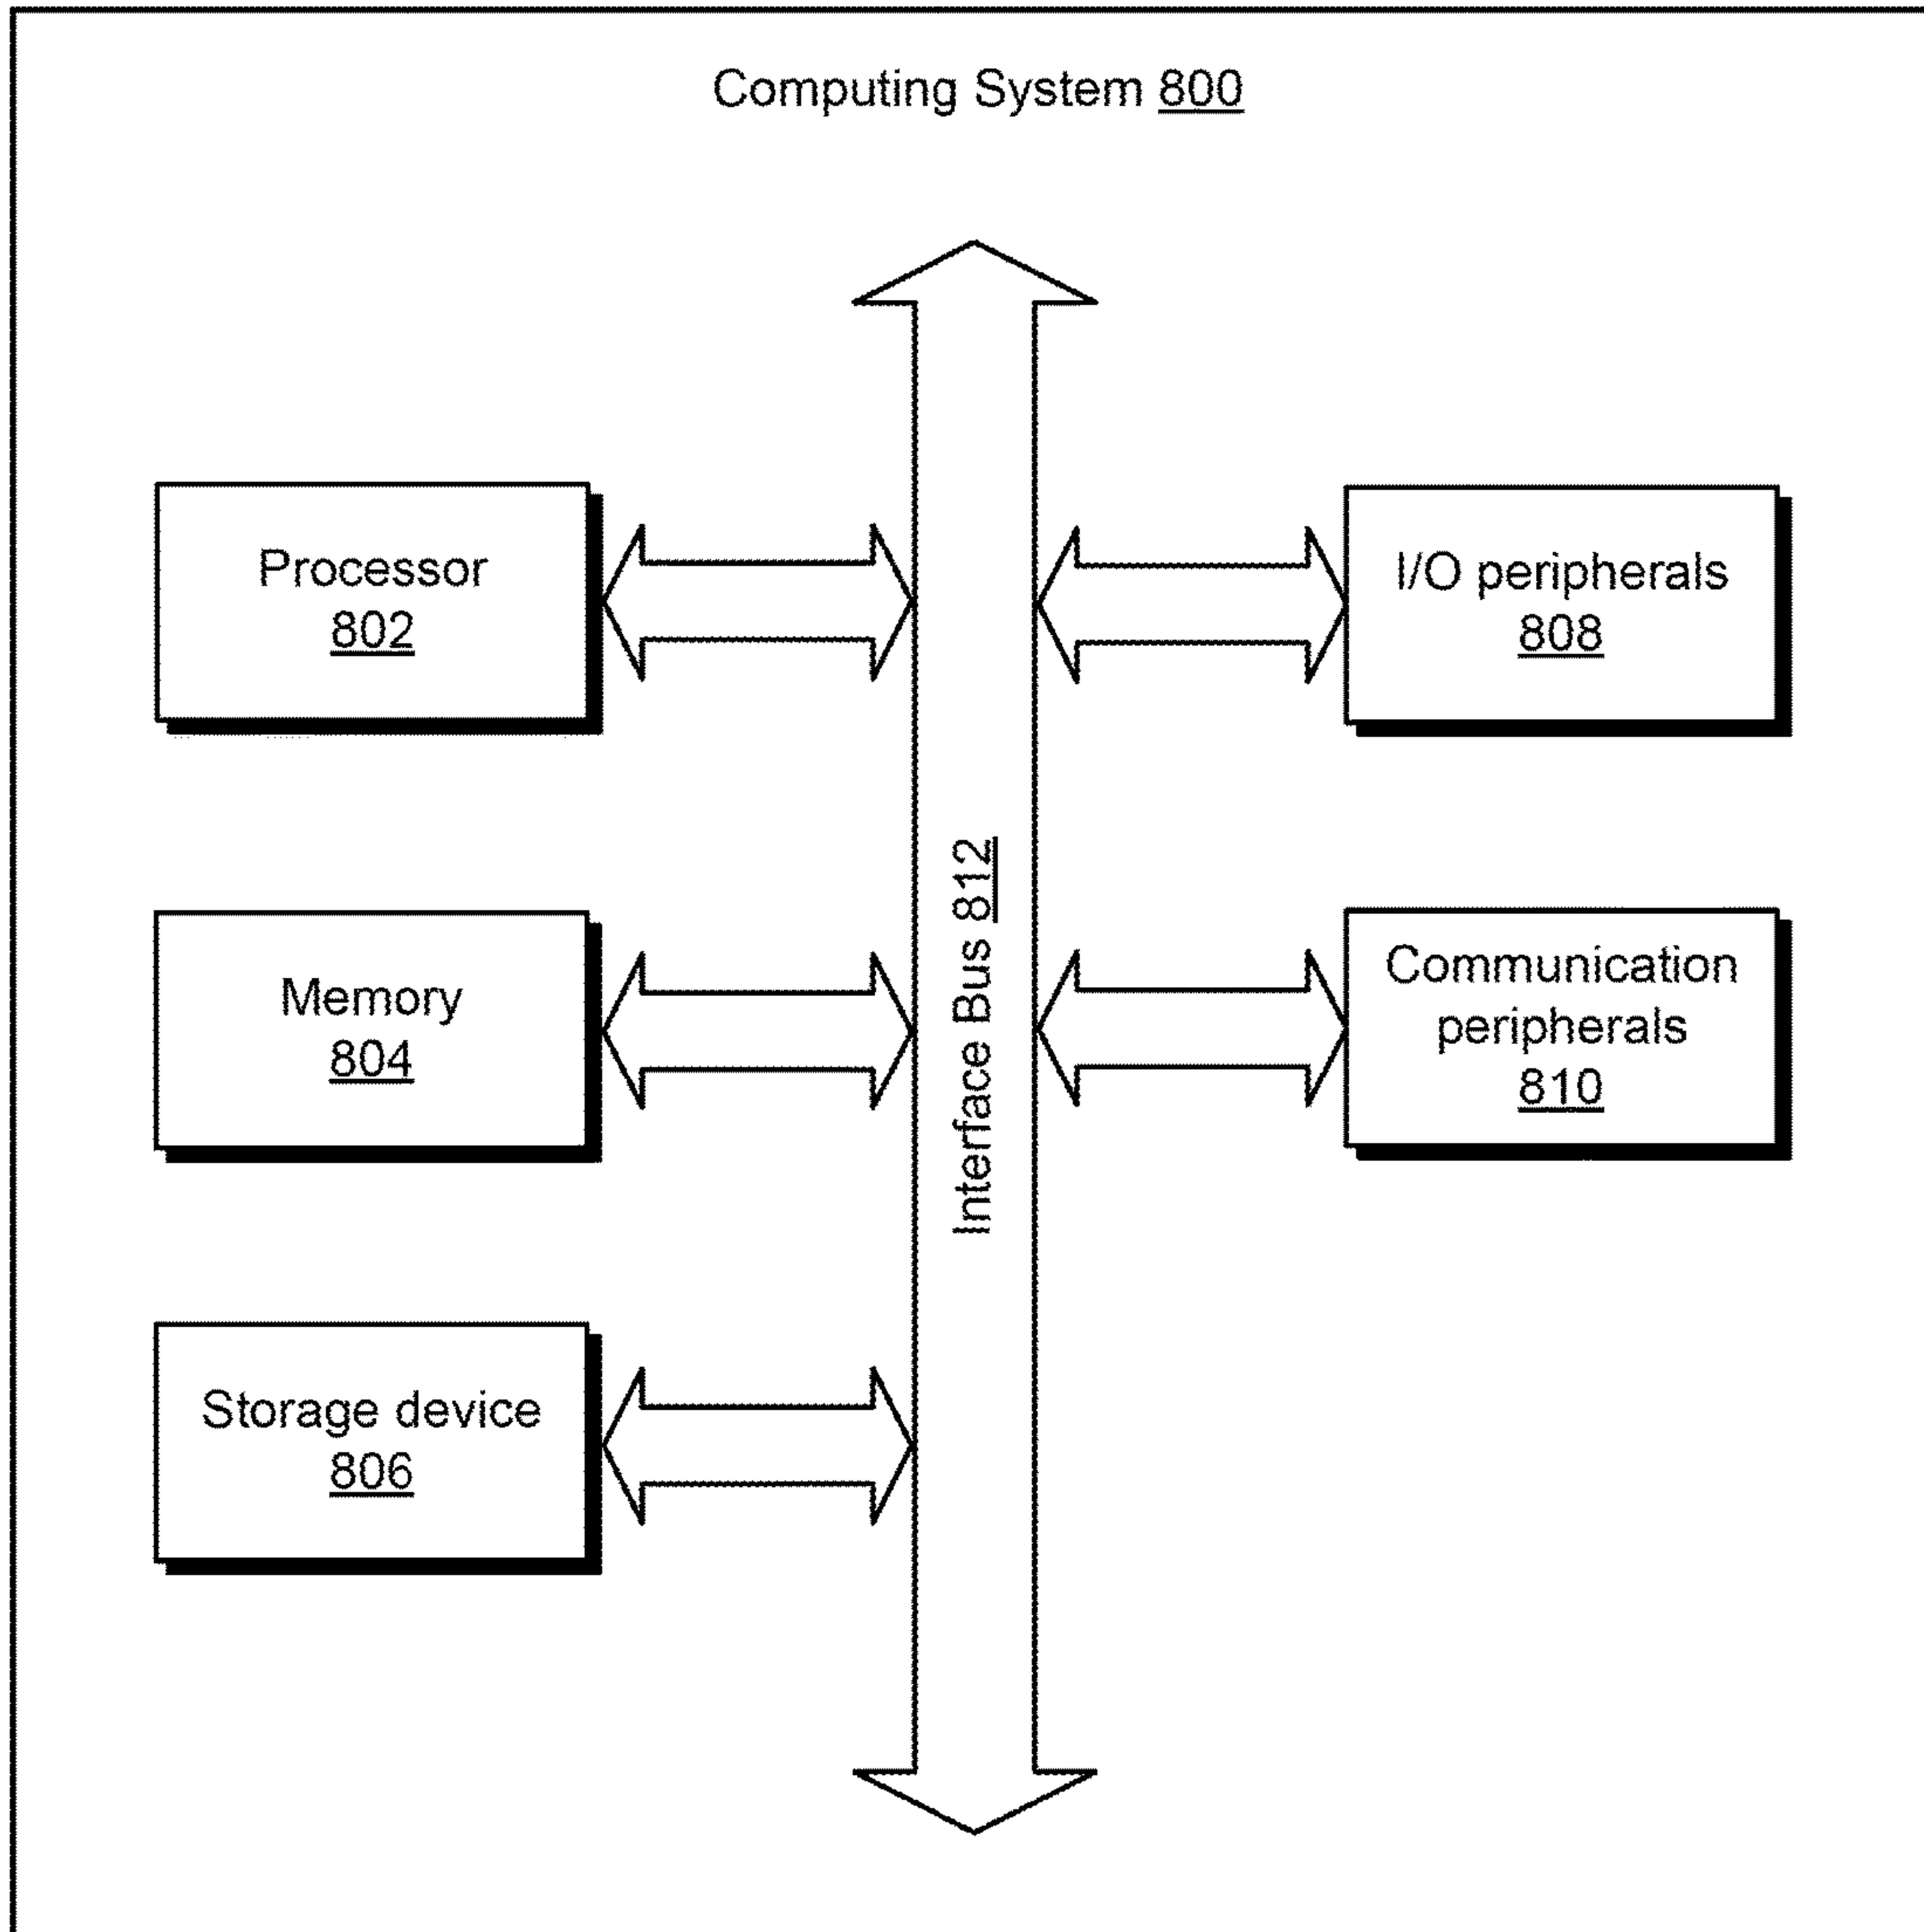 Computing System 800
Processor
802
I/O peripherals
808
Interface Bus 812
Memory
804
Communication
peripherals
810
Storage device
806